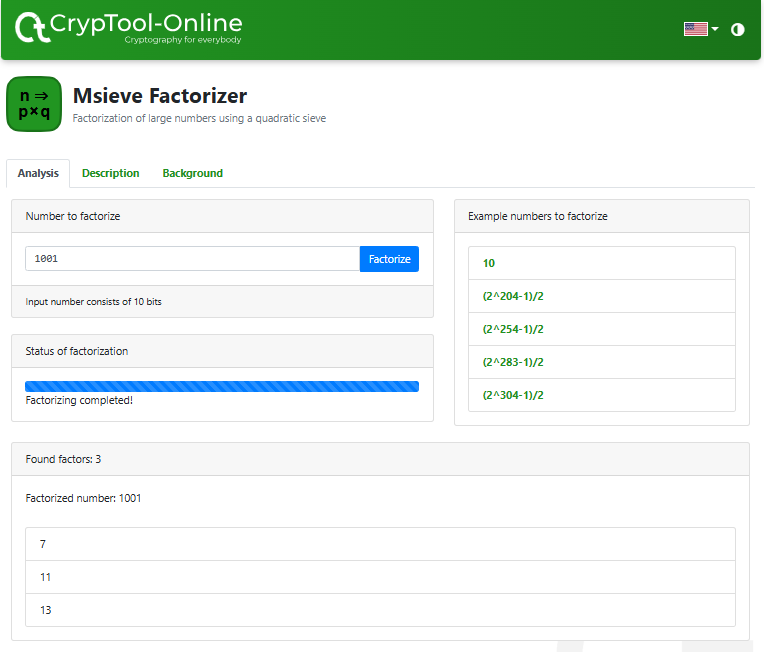 CrypTool-Online
Cryptography for everybody
n ⇒
p×q
Msieve Factorizer
Factorization of large numbers using a quadratic sieve
Analysis
Description
Background
Number to factorize
1001
Factorize
Input number consists of 10 bits
Status of factorization
Factorizing completed!
Example numbers to factorize
10
(2^204-1)/2
(2^254-1)/2
(2^283-1)/2
(2^304-1)/2
Found factors: 3
Factorized number: 1001
7
11
13